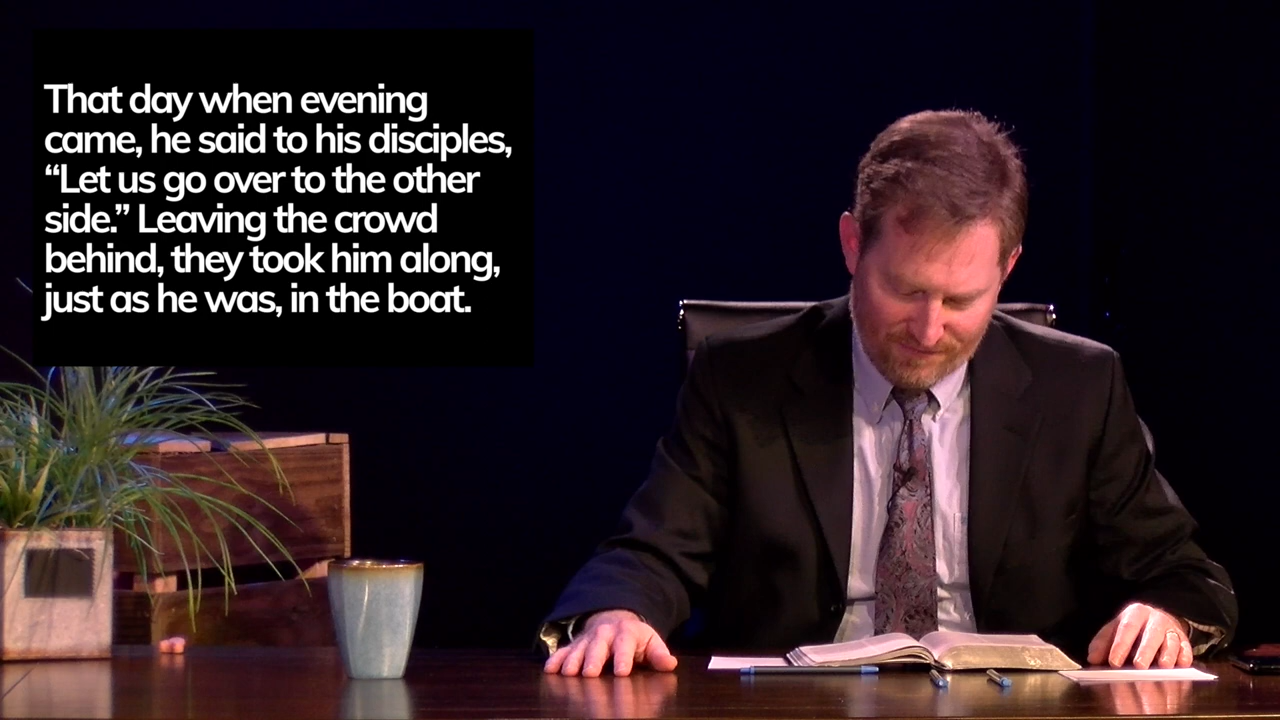 That day when evening
came, he said to his disciples,
“Let us go over to the other
side.” Leaving the crowd
behind, they took him along,
just as he was, in the boat.